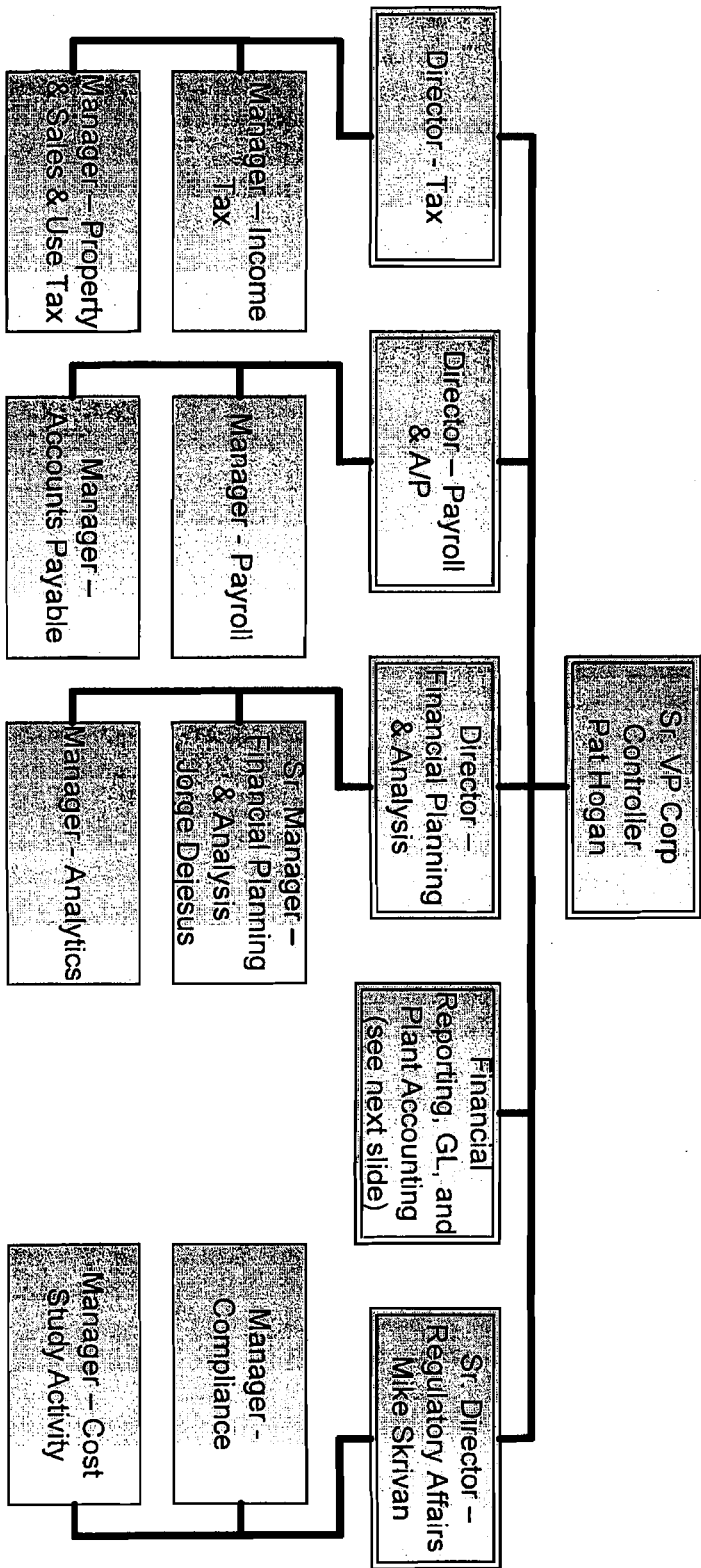 Sr. VP Corp
Controller
Pat Hogan
Director - Tax
Director – Payroll
& A/P
Director –
Financial Planning
& Analysis
Financial
Reporting, GL, and
Plant Accounting
(see next slide)
Sr. Director –
Regulatory Affairs
Mike Skrivan
Manager – Income
Tax
Manager - Payroll
Sr. Manager –
Financial Planning
& Analysis
Jorge Dejesus
Manager -
Compliance
Manager – Property
& Sales & Use Tax
Manager –
Accounts Payable
Manager - Analytics
Manager – Cost
Study Activity